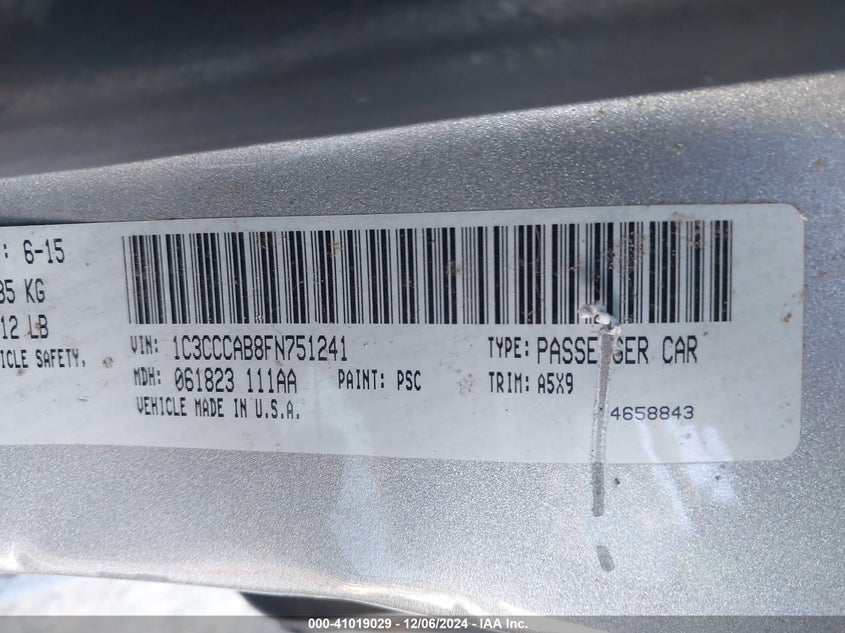 : 6-15
85 KG
12 LB
ICLE SAFETY,
VIN: 1C3CCCAB8FN751241
TYPE: PASSENGER CAR
MDH: 061823 111AA
PAINT: PSC
TRIM: A5X9
VEHICLE MADE IN U.S.A.
4658843
000-41019029 - 12/06/2024 - IAA Inc.